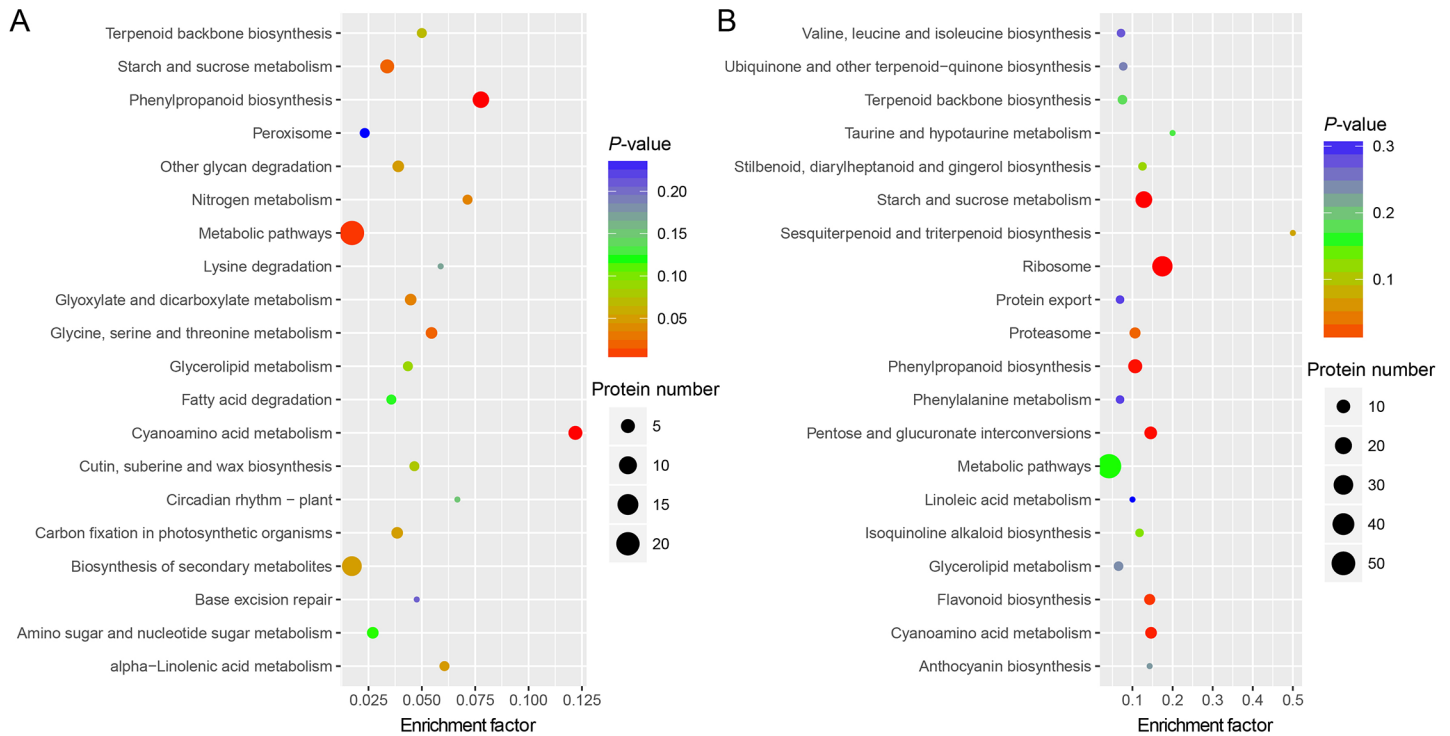 A
Terpenoid backbone biosynthesis
Starch and sucrose metabolism
Phenylpropanoid biosynthesis
Peroxisome
Other glycan degradation
Nitrogen metabolism
Metabolic pathways
Lysine degradation
Glyoxylate and dicarboxylate metabolism
Glycine, serine and threonine metabolism
Glycerolipid metabolism
Fatty acid degradation
Cyanoamino acid metabolism
Cutin, suberine and wax biosynthesis
Circadian rhythm − plant
Carbon fixation in photosynthetic organisms
Biosynthesis of secondary metabolites
Base excision repair
Amino sugar and nucleotide sugar metabolism
alpha−Linolenic acid metabolism
0.025 0.050 0.075 0.100 0.125
Enrichment factor
P-value
0.20
0.15
0.10
0.05
Protein number
5
10
15
20
B
Valine, leucine and isoleucine biosynthesis
Ubiquinone and other terpenoid−quinone biosynthesis
Terpenoid backbone biosynthesis
Taurine and hypotaurine metabolism
Stilbenoid, diarylheptanoid and gingerol biosynthesis
Starch and sucrose metabolism
Sesquiterpenoid and triterpenoid biosynthesis
Ribosome
Protein export
Proteasome
Phenylpropanoid biosynthesis
Phenylalanine metabolism
Pentose and glucuronate interconversions
Metabolic pathways
Linoleic acid metabolism
Isoquinoline alkaloid biosynthesis
Glycerolipid metabolism
Flavonoid biosynthesis
Cyanoamino acid metabolism
Anthocyanin biosynthesis
0.1 0.2 0.3 0.4 0.5
Enrichment factor
P-value
0.3
0.2
0.1
Protein number
10
20
30
40
50